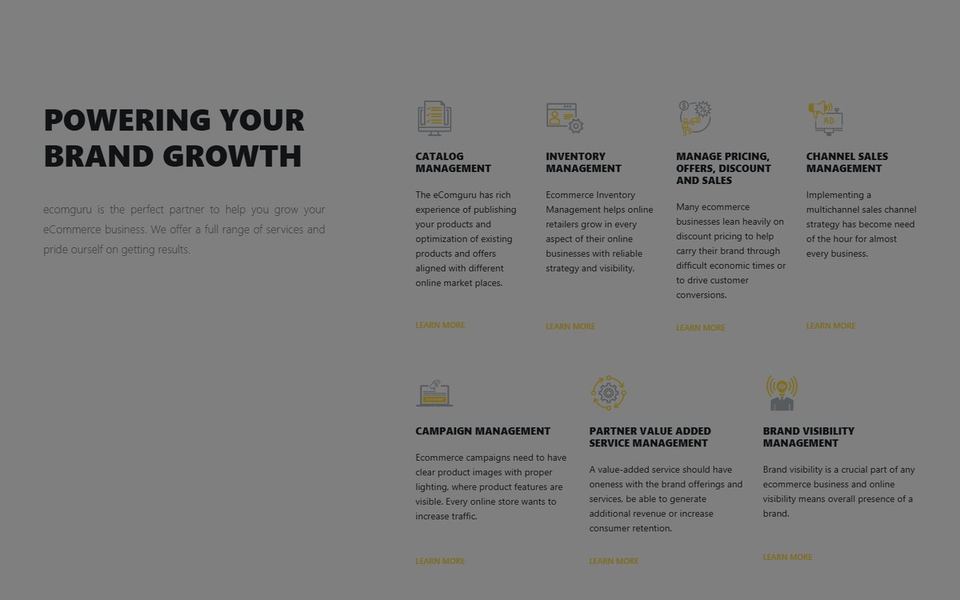 POWERING YOUR
BRAND GROWTH
ecomguru is the perfect partner to help you grow your
eCommerce business. We offer a full range of services and
pride ourself on getting results.
CATALOG
MANAGEMENT
The eComguru has rich
experience of publishing
your products and
optimization of existing
products and offers
aligned with different
online market places.
LEARN MORE
INVENTORY
MANAGEMENT
Ecommerce Inventory
Management helps online
retailers grow in every
aspect of their online
businesses with reliable
strategy and visibility.
LEARN MORE
MANAGE PRICING,
OFFERS, DISCOUNT
AND SALES
Many ecommerce
businesses lean heavily on
discount pricing to help
carry their brand through
difficult economic times or
to drive customer
conversions.
LEARN MORE
AD
CHANNEL SALES
MANAGEMENT
Implementing a
multichannel sales channel
strategy has become need
of the hour for almost
every business.
LEARN MORE
CAMPAIGN MANAGEMENT
Ecommerce campaigns need to have
clear product images with proper
lighting, where product features are
visible. Every online store wants to
increase traffic.
LEARN MORE
PARTNER VALUE ADDED
SERVICE MANAGEMENT
A value-added service should have
oneness with the brand offerings and
services, be able to generate
additional revenue or increase
consumer retention.
LEARN MORE
BRAND VISIBILITY
MANAGEMENT
Brand visibility is a crucial part of any
ecommerce business and online
visibility means overall presence of a
brand.
LEARN MORE